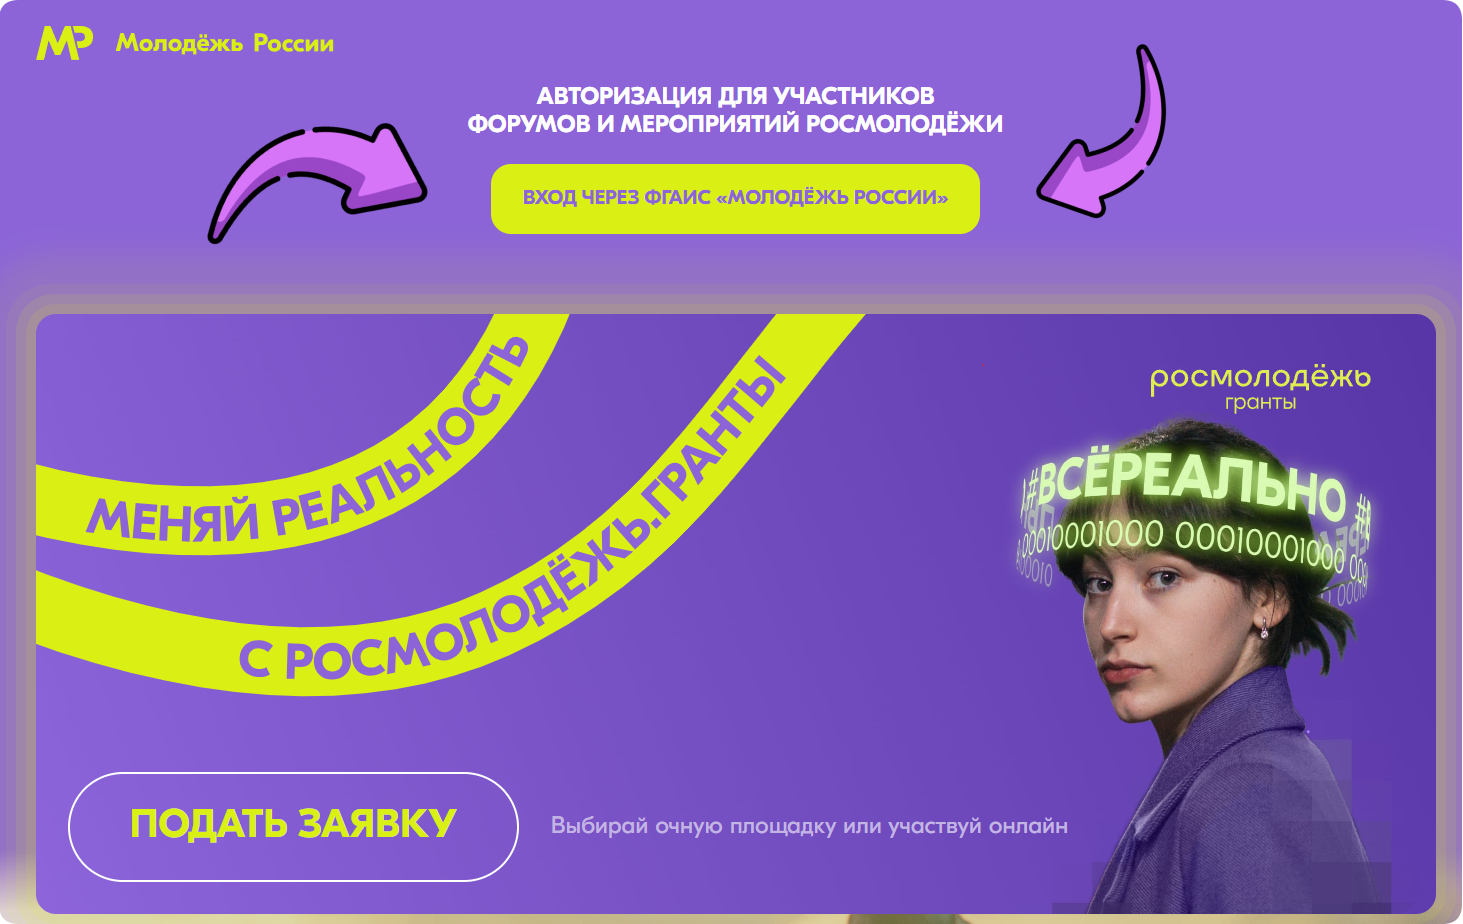 МР Молодёжь России
АВТОРИЗАЦИЯ ДЛЯ УЧАСТНИКОВ
ФОРУМОВ И МЕРОПРИЯТИЙ РОСМОЛОДЁЖИ
ВХОД ЧЕРЕЗ ФГАИС «МОЛОДЁЖЬ РОССИИ»
МЕНЯЙ РЕАЛЬНОСТЬ
С РОСМОЛОДЁЖЬ.ГРАНТЫ
росмолодёжь
гранты
#ВСЁРЕАЛЬНО #
00010001000 00010001000
ПОДАТЬ ЗАЯВКУ
Выбирай очную площадку или участвуй онлайн